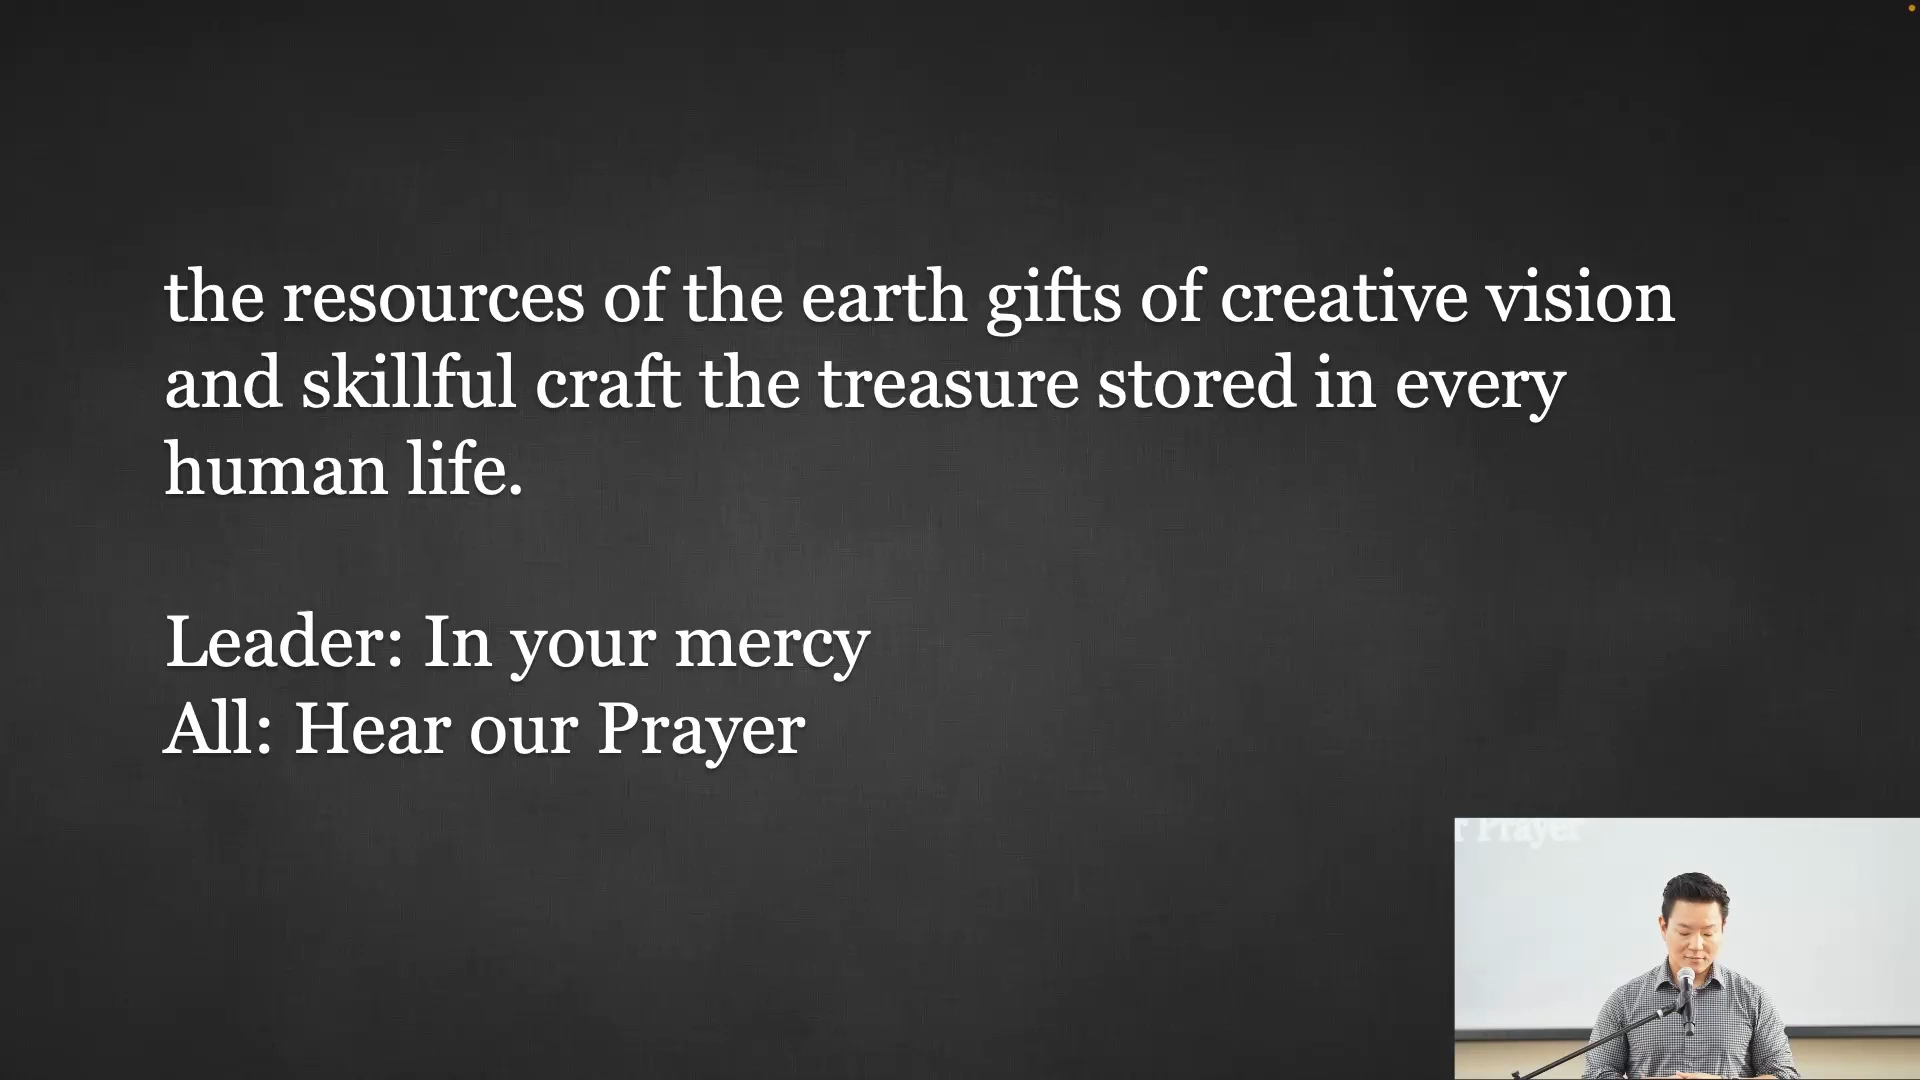 the resources of the earth gifts of creative vision
and skillful craft the treasure stored in every
human life.
Leader: In your mercy
All: Hear our Prayer
r Prayer